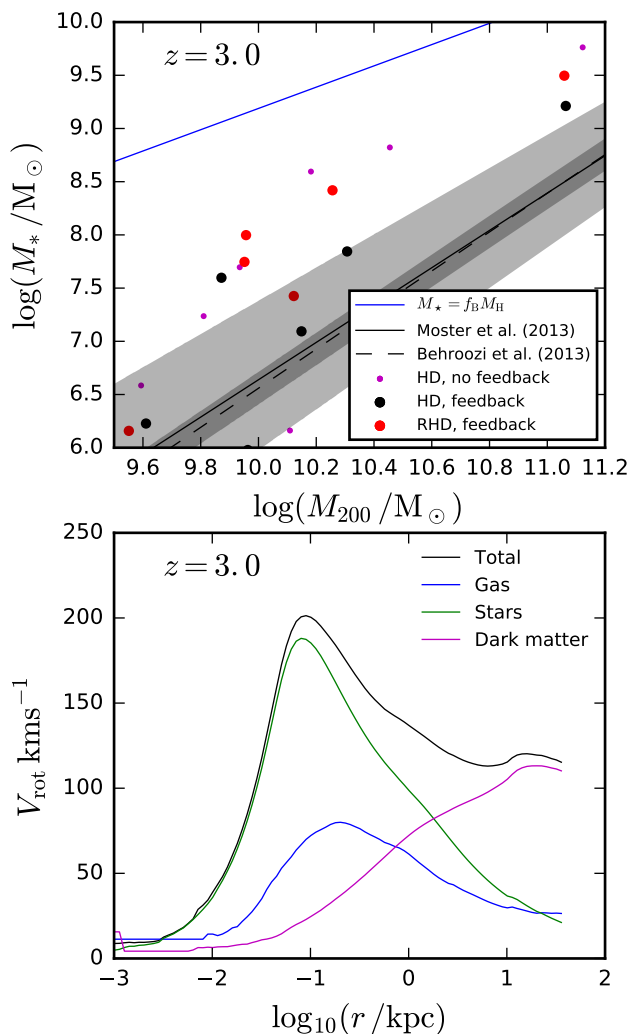 z = 3.0
10.0
9.5
9.0
8.5
8.0
7.5
7.0
6.5
6.0
log(M∗/M⊙)
M⋆ = f_B M_H
Moster et al. (2013)
Behroozi et al. (2013)
HD, no feedback
HD, feedback
RHD, feedback
9.6 9.8 10.0 10.2 10.4 10.6 10.8 11.0 11.2
log(M₂₀₀/M⊙)
z = 3.0
250
200
150
100
50
0
V_rot kms⁻¹
Total
Gas
Stars
Dark matter
−3 −2 −1 0 1 2
log₁₀(r/kpc)